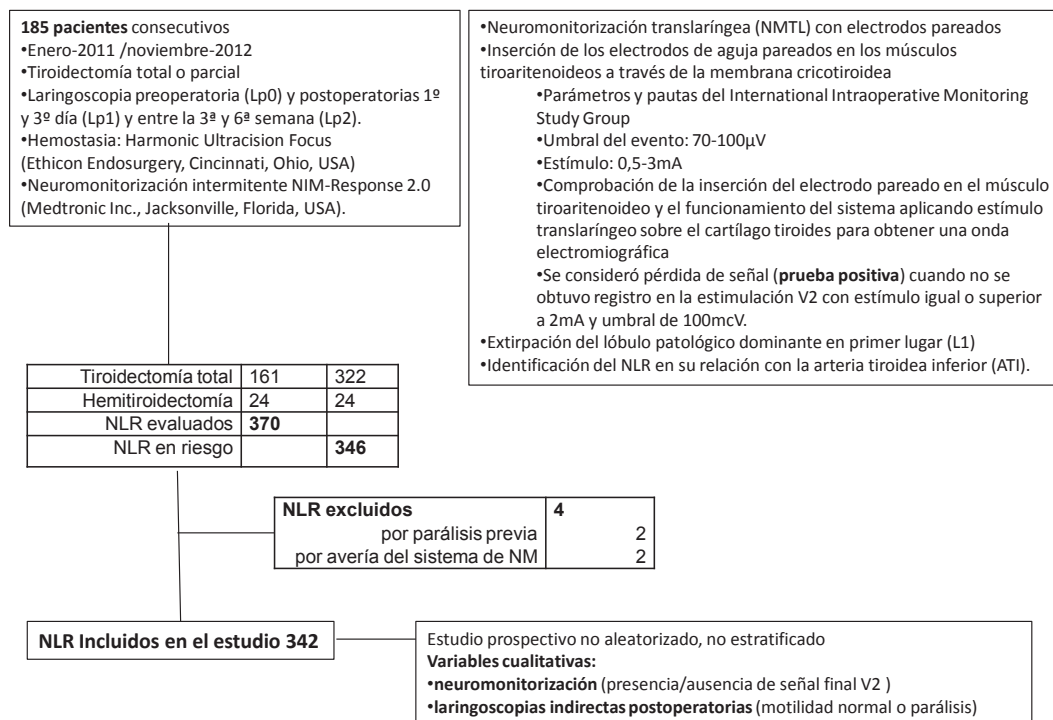 185 pacientes consecutivos
•Enero-2011 /noviembre-2012
•Tiroidectomía total o parcial
•Laringoscopia preoperatoria (Lp0) y postoperatorias 1º
y 3º día (Lp1) y entre la 3ª y 6ª semana (Lp2).
•Hemostasia: Harmonic Ultracision Focus
(Ethicon Endosurgery, Cincinnati, Ohio, USA)
•Neuromonitorización intermitente NIM-Response 2.0
(Medtronic Inc., Jacksonville, Florida, USA).
•Neuromonitorización translaríngea (NMTL) con electrodos pareados
•Inserción de los electrodos de aguja pareados en los músculos
tiroaritenoideos a través de la membrana cricotiroidea
•Parámetros y pautas del International Intraoperative Monitoring
Study Group
•Umbral del evento: 70-100µV
•Estímulo: 0,5-3mA
•Comprobación de la inserción del electrodo pareado en el músculo
tiroaritenoideo y el funcionamiento del sistema aplicando estímulo
translaríngeo sobre el cartílago tiroides para obtener una onda
electromiográfica
•Se consideró pérdida de señal (prueba positiva) cuando no se
obtuvo registro en la estimulación V2 con estímulo igual o superior
a 2mA y umbral de 100mcV.
•Extirpación del lóbulo patológico dominante en primer lugar (L1)
•Identificación del NLR en su relación con la arteria tiroidea inferior (ATI).
Tiroidectomía total 161 322
Hemitiroidectomía 24 24
NLR evaluados 370
NLR en riesgo 346
NLR excluidos 4
por parálisis previa 2
por avería del sistema de NM 2
NLR Incluidos en el estudio 342
Estudio prospectivo no aleatorizado, no estratificado
Variables cualitativas:
•neuromonitorización (presencia/ausencia de señal final V2 )
•laringoscopias indirectas postoperatorias (motilidad normal o parálisis)